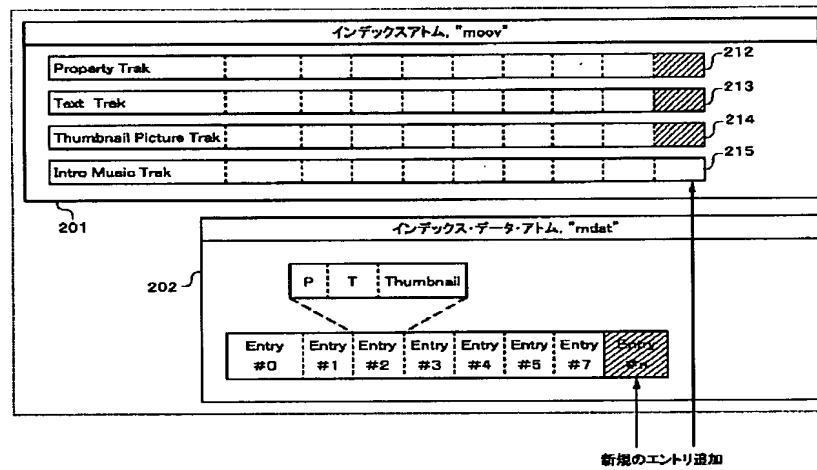 インデックスアトム, "moov"
Property Trak
212
Text Trak
213
Thumbnail Picture Trak
214
Intro Music Trak
215
201
インデックス・データ・アトム, "mdat"
202
P T Thumbnail
Entry #0
Entry #1
Entry #2
Entry #3
Entry #4
Entry #5
Entry #7
Entry #n
新規のエントリ追加